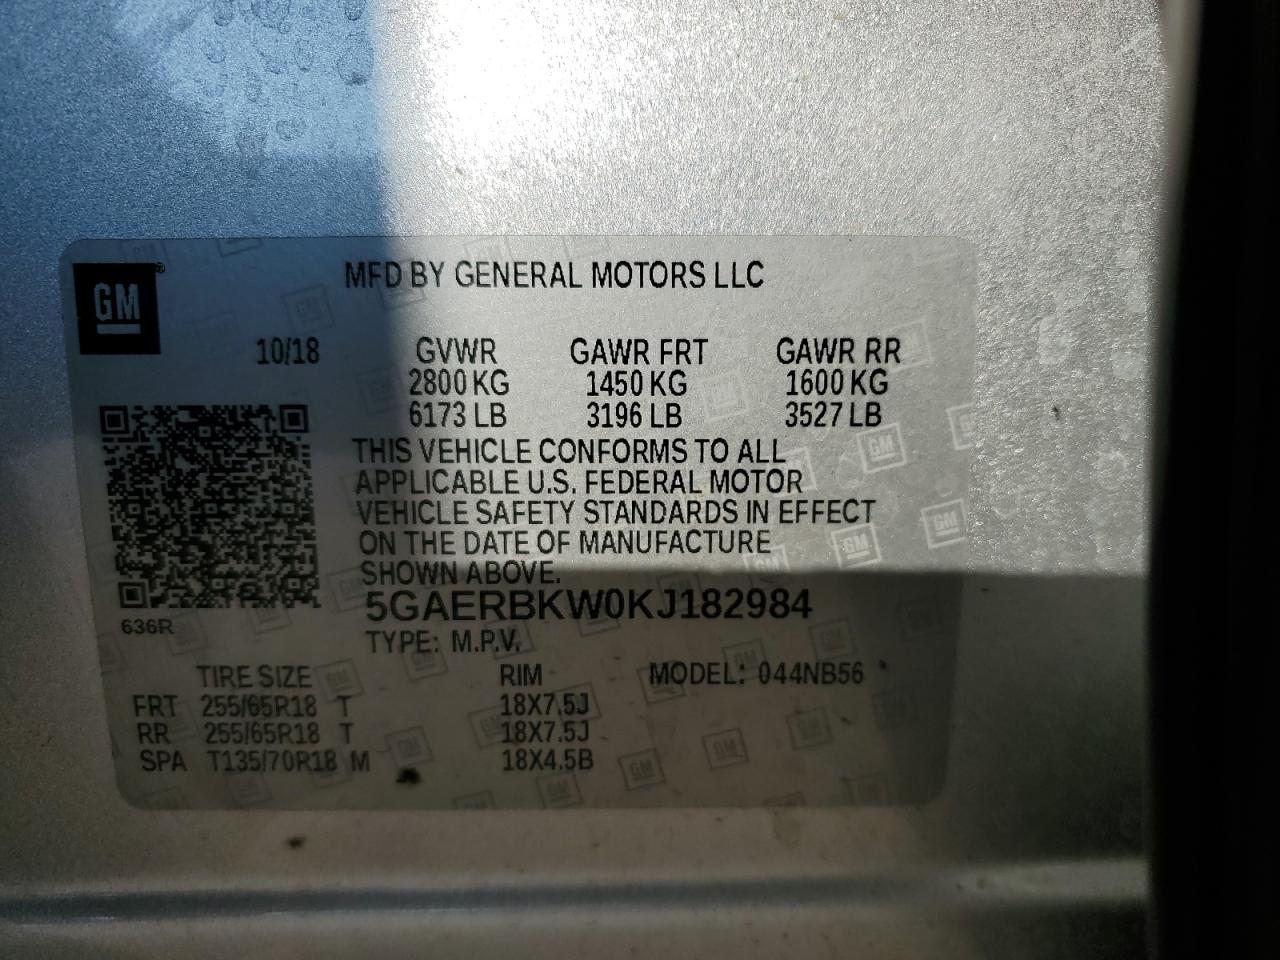 GM
MFD BY GENERAL MOTORS LLC
10/18 GVWR GAWR FRT GAWR RR
2800 KG 1450 KG 1600 KG
6173 LB 3196 LB 3527 LB
THIS VEHICLE CONFORMS TO ALL
APPLICABLE U.S. FEDERAL MOTOR
VEHICLE SAFETY STANDARDS IN EFFECT
ON THE DATE OF MANUFACTURE
SHOWN ABOVE.
5GAERBKW0KJ182984
636R
TYPE: M.P.V.
TIRE SIZE RIM MODEL: 044NB56
FRT 255/65R18 T 18X7.5J
RR 255/65R18 T 18X7.5J
SPA T135/70R18 M 18X4.5B